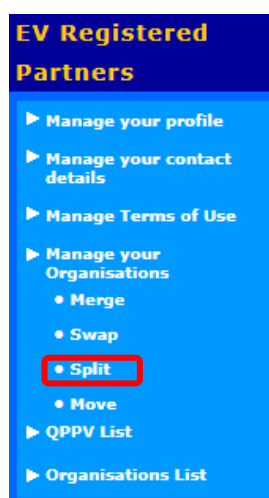 EV Registered
Partners
Manage your profile
Manage your contact
details
Manage Terms of Use
Manage your
Organisations
Merge
Swap
Split
Move
QPPV List
Organisations List